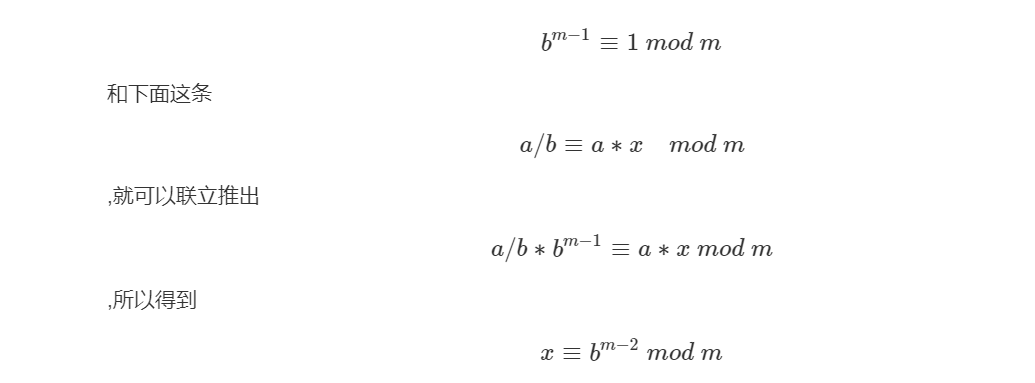 b^{m-1} ≡ 1 mod m
和下面这条
a/b ≡ a * x mod m
,就可以联立推出
a/b * b^{m-1} ≡ a * x mod m
,所以得到
x ≡ b^{m-2} mod m